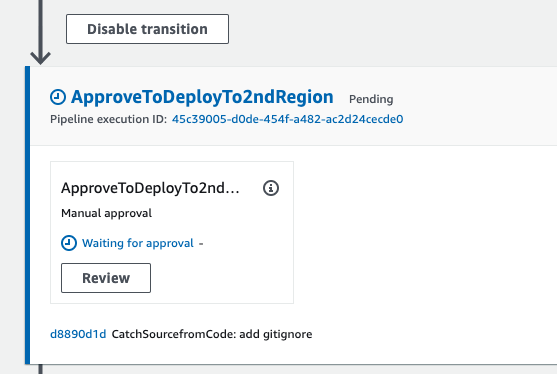 Disable transition
ApproveToDeployTo2ndRegion Pending
Pipeline execution ID: 45c39005-d0de-454f-a482-ac2d24cecde0
ApproveToDeployTo2nd...
Manual approval
Waiting for approval -
Review
d8890d1d CatchSourcefromCode: add gitignore